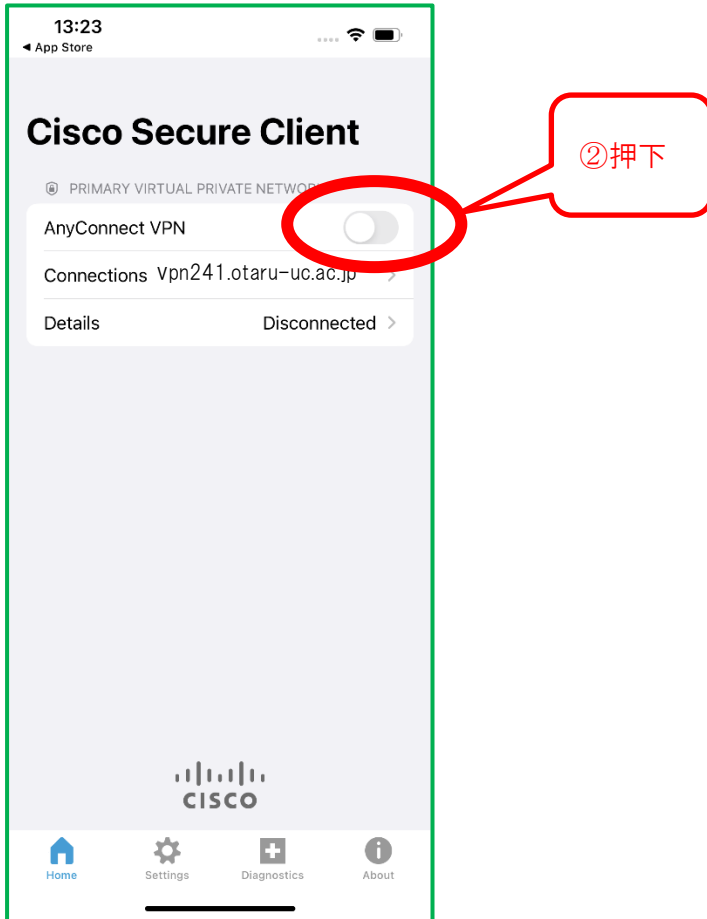 13:23
◀ App Store
Cisco Secure Client
PRIMARY VIRTUAL PRIVATE NETWOR
②押下
AnyConnect VPN
Connections vpn241.otaru-uc.ac.jp >
Details Disconnected >
CISCO
Home Settings Diagnostics About